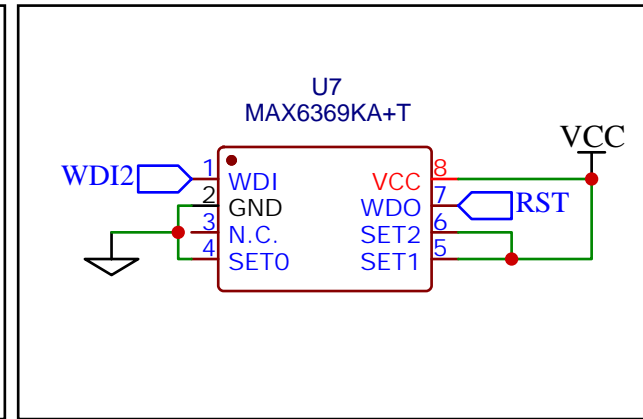 U7
MAX6369KA+T
VCC
WDI2
1
WDI
VCC
8
2
GND
WDO
7
RST
3
N.C.
SET2
6
4
SET0
SET1
5